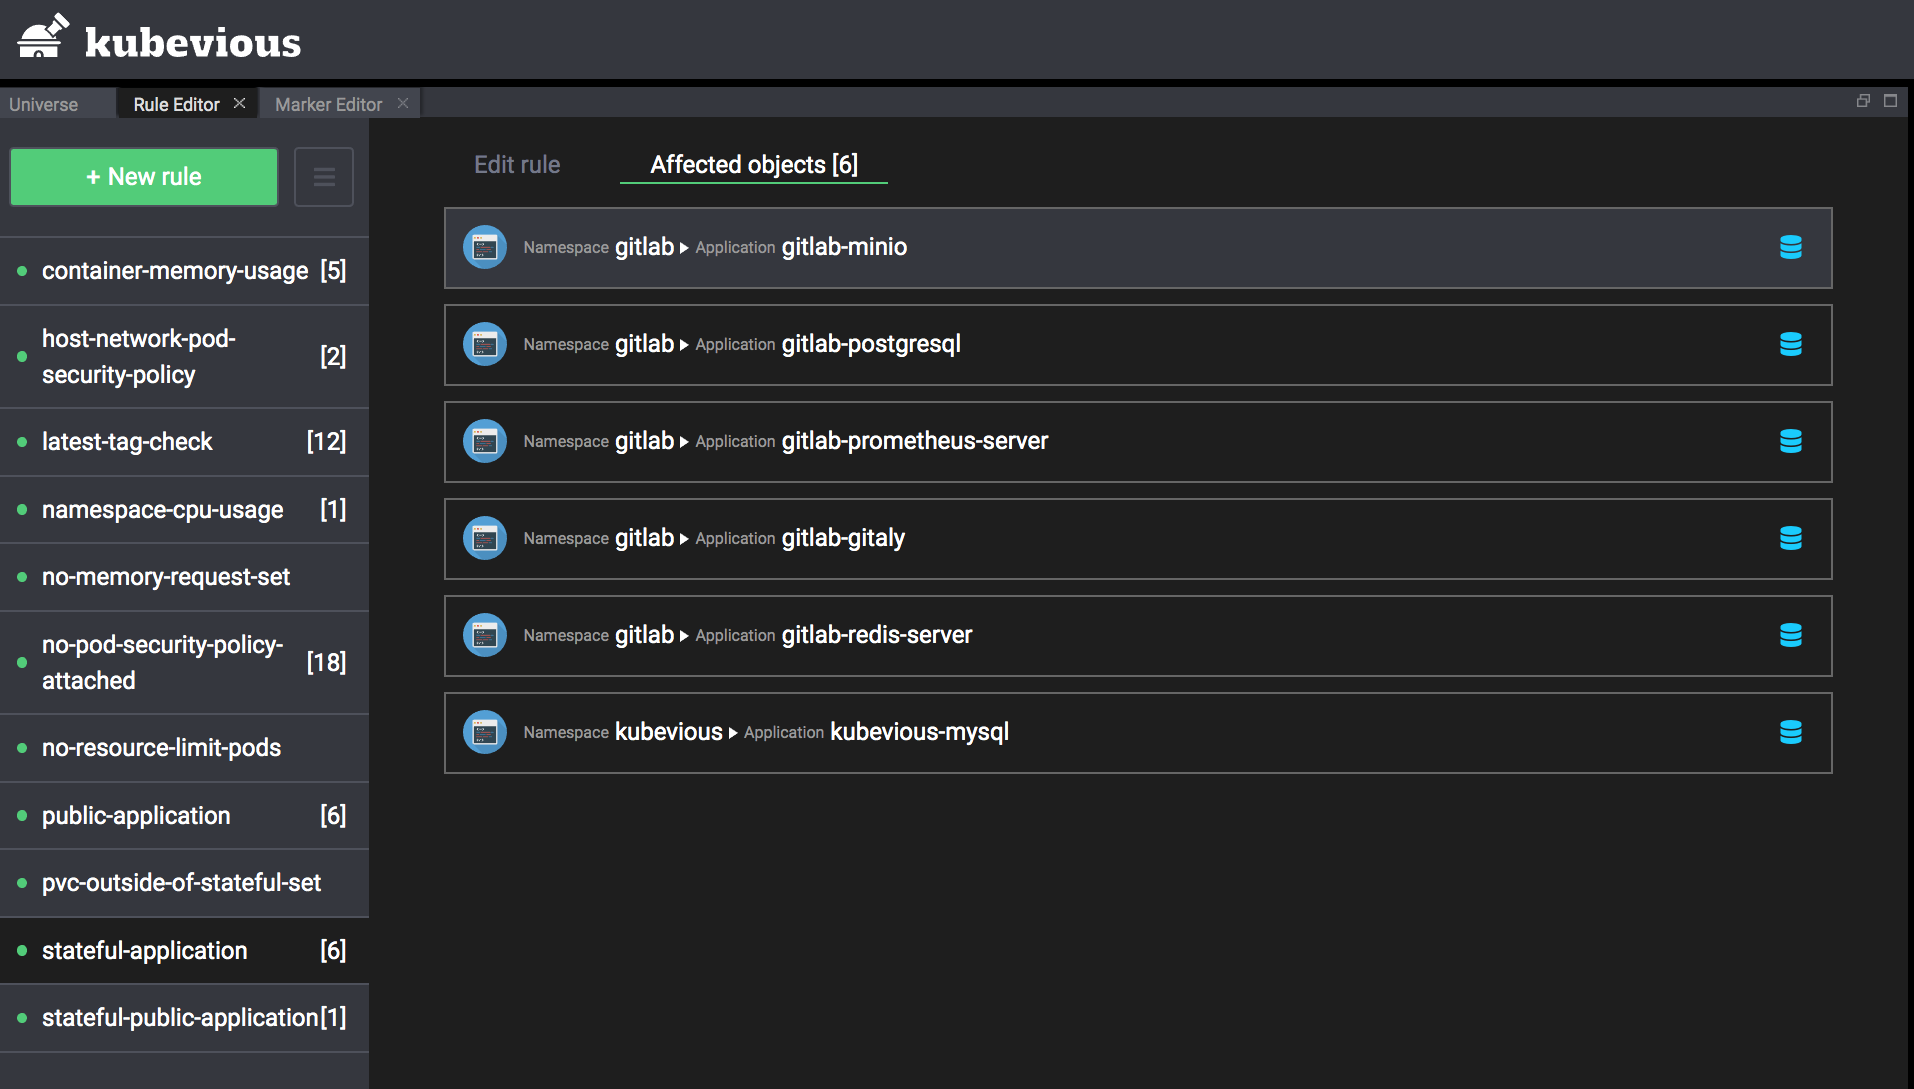 kubevious
Universe
Rule Editor
Marker Editor
+ New rule
container-memory-usage [5]
host-network-pod-
security-policy
[2]
latest-tag-check [12]
namespace-cpu-usage [1]
no-memory-request-set
no-pod-security-policy-
attached
[18]
no-resource-limit-pods
public-application [6]
pvc-outside-of-stateful-set
stateful-application [6]
stateful-public-application[1]
Edit rule
Affected objects [6]
Namespace gitlab Application gitlab-minio
Namespace gitlab Application gitlab-postgresql
Namespace gitlab Application gitlab-prometheus-server
Namespace gitlab Application gitlab-gitaly
Namespace gitlab Application gitlab-redis-server
Namespace kubevious Application kubevious-mysql